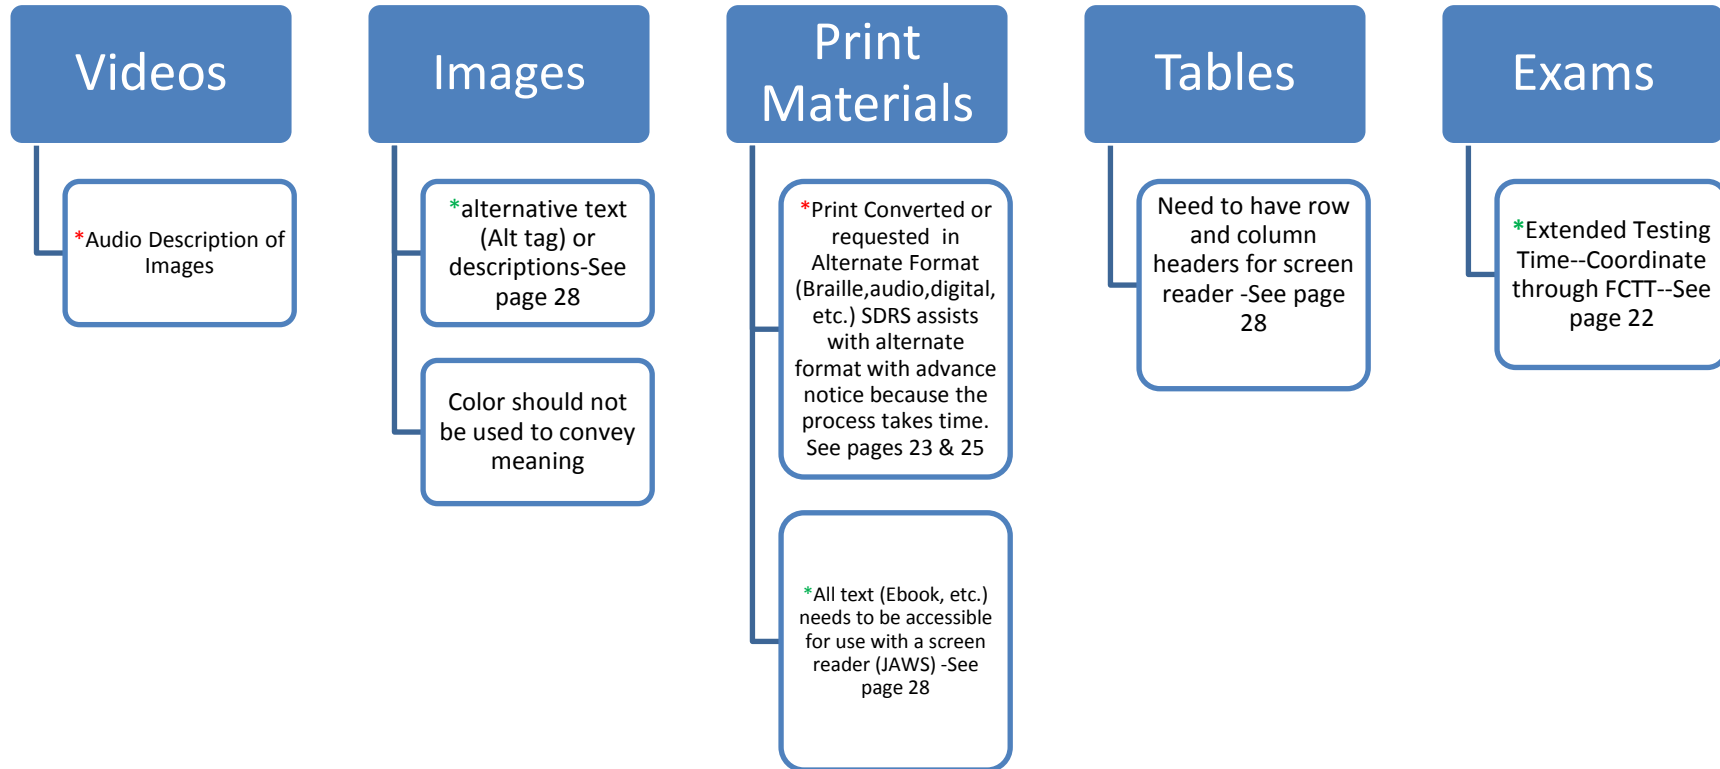 Videos
*Audio Description of
Images
Images
*alternative text
(Alt tag) or
descriptions-See
page 28
Color should not
be used to convey
meaning
Print
Materials
*Print Converted or
requested in
Alternate Format
(Braille,audio,digital,
etc.) SDRS assists
with alternate
format with advance
notice because the
process takes time.
See pages 23 & 25
*All text (Ebook, etc.)
needs to be accessible
for use with a screen
reader (JAWS) -See
page 28
Tables
Need to have row
and column
headers for screen
reader -See page
28
Exams
*Extended Testing
Time--Coordinate
through FCTT--See
page 22